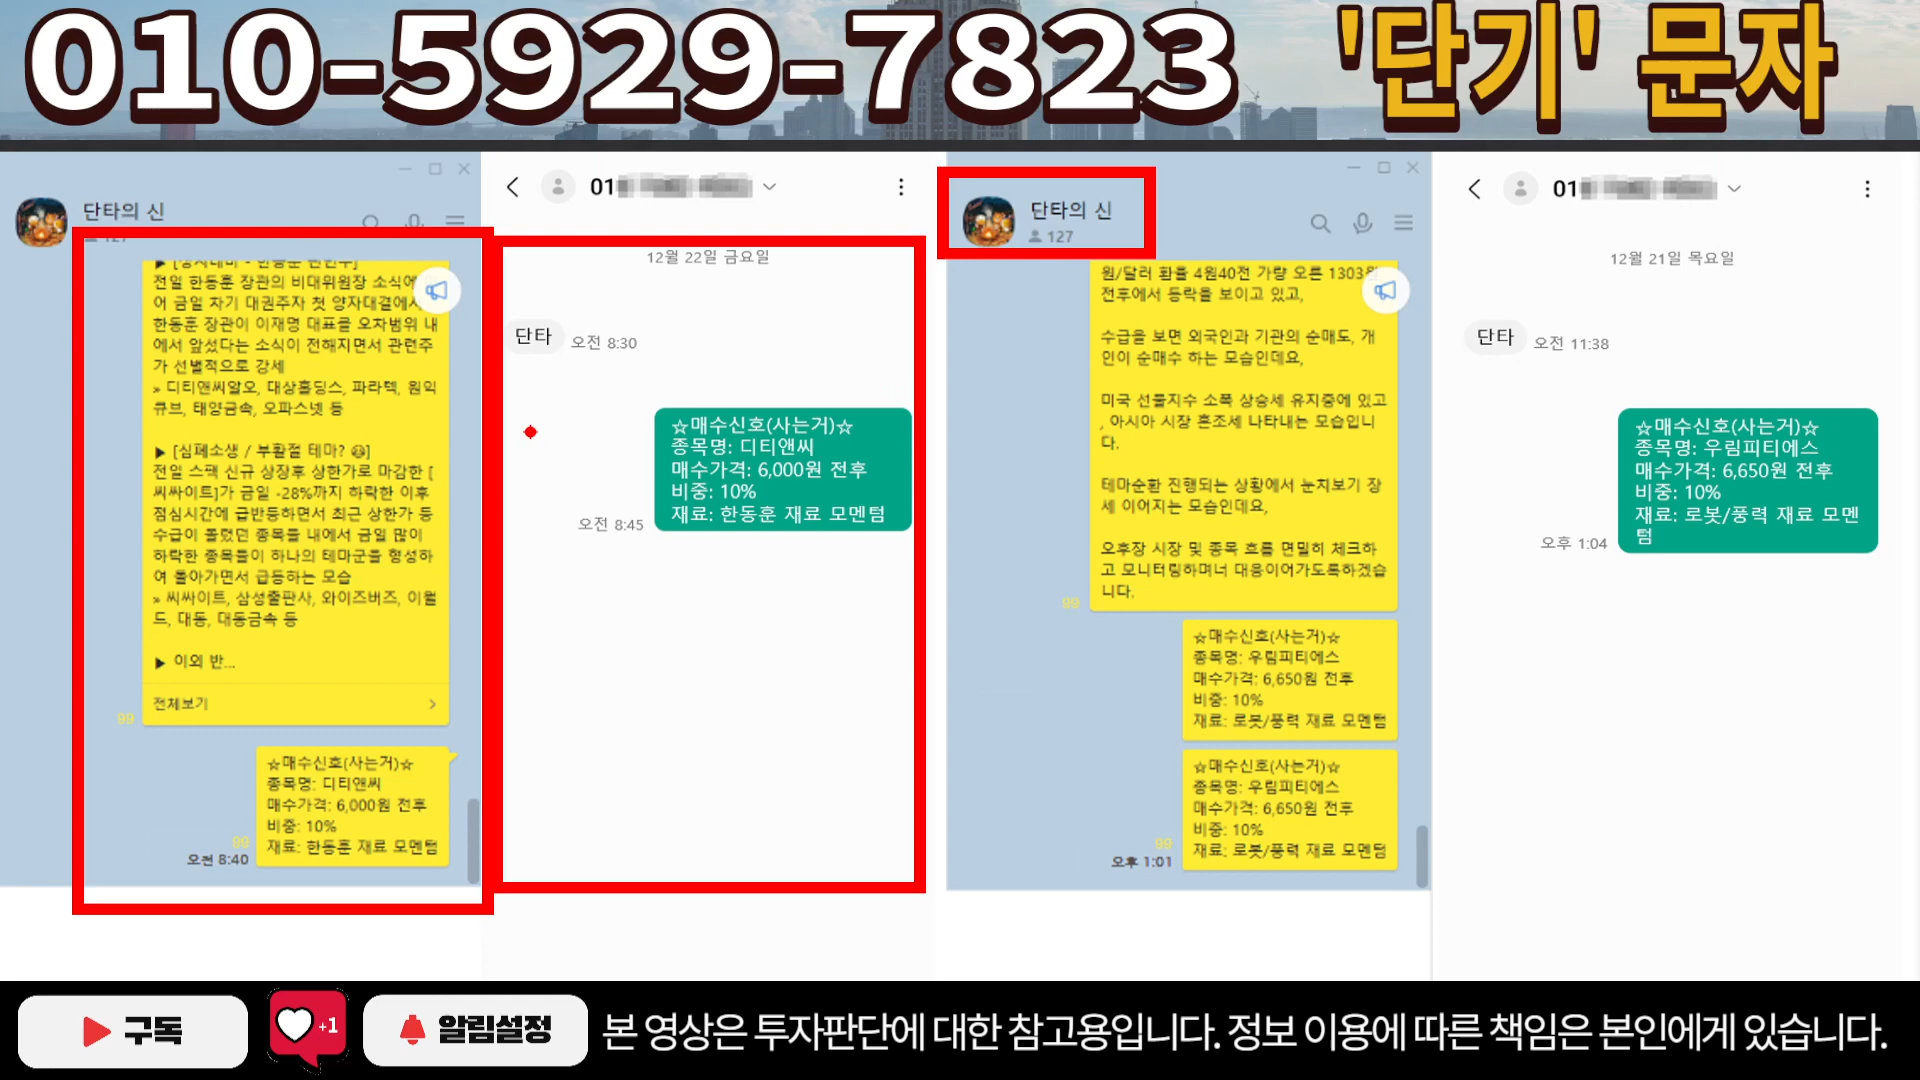 010-5929-7823 '단기' 문자
단타의 신
127
전일 한동훈 장관의 비대위원장 소식에
어 금일 차기 대권주자 첫 양자대결에서
한동훈 장관이 이재명 대표를 오차범위 내
에서 앞섰다는 소식이 전해지면서 관련주
가 선별적으로 강세
» 디티앤씨알오, 대상홀딩스, 파라텍, 원익
큐브, 태양금속, 오파스넷 등
▶ [심폐소생 / 부활절 테마? 😆]
전일 스팩 신규 상장후 상한가로 마감한 [
씨싸이트]가 금일 -28%까지 하락한 이후
점심시간에 급반등하면서 최근 상한가 등
수급이 몰렸던 종목들 내에서 금일 많이
하락한 종목들이 하나의 테마군을 형성하
여 돌아가면서 급등하는 모습
» 씨싸이트, 삼성출판사, 와이즈버즈, 이월
드, 대동, 대동금속 등
▶ 이외 반...
전체보기
99
☆매수신호(사는거)☆
종목명: 디티앤씨
매수가격: 6,000원 전후
비중: 10%
재료: 한동훈 재료 모멘텀
99
오전 8:40
01
12월 22일 금요일
단타
오전 8:30
☆매수신호(사는거)☆
종목명: 디티앤씨
매수가격: 6,000원 전후
비중: 10%
재료: 한동훈 재료 모멘텀
오전 8:45
단타의 신
127
원/달러 환율 4원40전 가량 오른 1303원
전후에서 등락을 보이고 있고,
수급을 보면 외국인과 기관의 순매도, 개
인이 순매수 하는 모습인데요,
미국 선물지수 소폭 상승세 유지중에 있고
, 아시아 시장 혼조세 나타내는 모습입니
다.
테마순환 진행되는 상황에서 눈치보기 장
세 이어지는 모습인데요,
오후장 시장 및 종목 흐름 면밀히 체크하
고 모니터링하며너 대응이어가도록하겠습
니다.
99
☆매수신호(사는거)☆
종목명: 우림피티에스
매수가격: 6,650원 전후
비중: 10%
재료: 로봇/풍력 재료 모멘텀
☆매수신호(사는거)☆
종목명: 우림피티에스
매수가격: 6,650원 전후
비중: 10%
재료: 로봇/풍력 재료 모멘텀
99
오후 1:01
01
12월 21일 목요일
단타
오전 11:38
☆매수신호(사는거)☆
종목명: 우림피티에스
매수가격: 6,650원 전후
비중: 10%
재료: 로봇/풍력 재료 모멘
텀
오후 1:04
구독
+1
알림설정
본 영상은 투자판단에 대한 참고용입니다. 정보 이용에 따른 책임은 본인에게 있습니다.